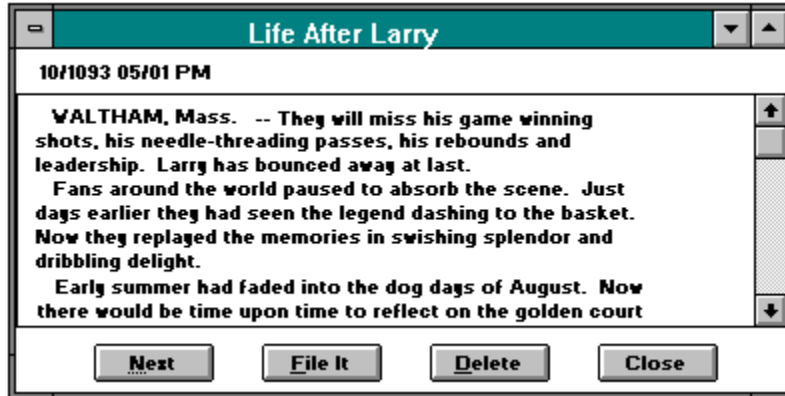 Life After Larry
10/1093 05/01 PM
WALTHAM, Mass.   -- They will miss his game winning
shots, his needle-threading passes, his rebounds and
leadership.  Larry has bounced away at last.
Fans around the world paused to absorb the scene.  Just
days earlier they had seen the legend dashing to the basket.
Now they replayed the memories in swishing splendor and
dribbling delight.
Early summer had faded into the dog days of August.  Now
there would be time upon time to reflect on the golden court
Next
File It
Delete
Close